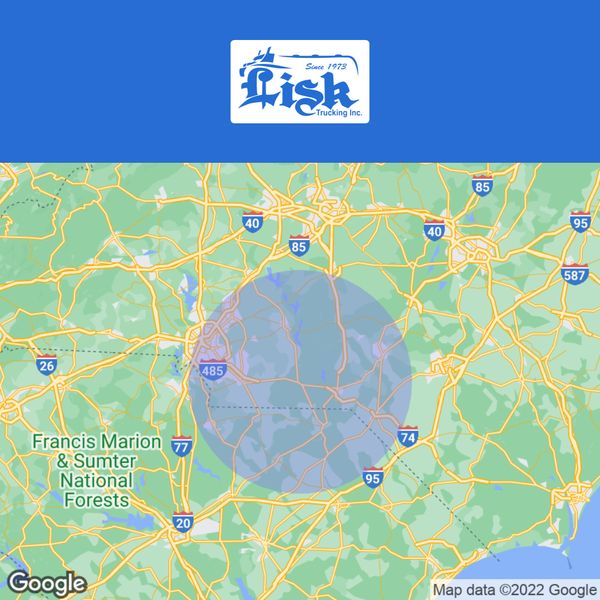 Since 1973
Lisk
Trucking Inc.
85
95
40
40
85
587
26
485
Francis Marion
& Sumter
National
Forests
77
74
95
20
Google
Map data ©2022 Google